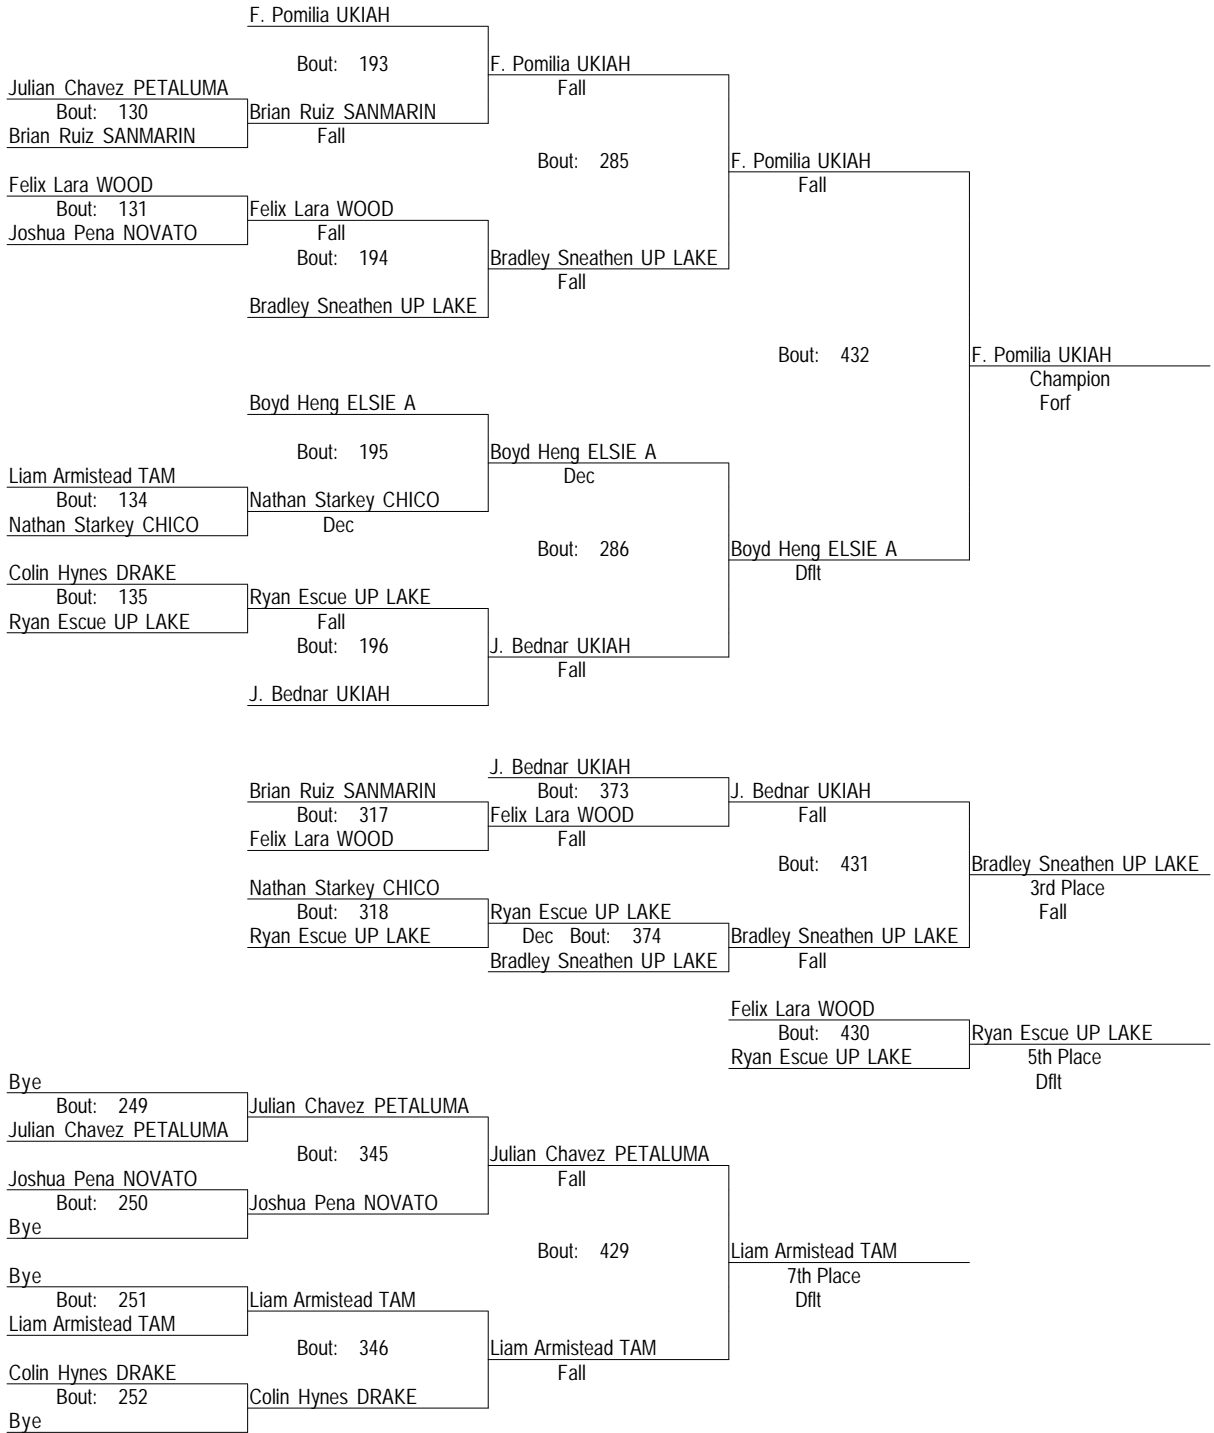 F. Pomilia UKIAH
Bout: 193
F. Pomilia UKIAH
Julian Chavez PETALUMA
Fall
Bout: 130
Brian Ruiz SANMARIN
Brian Ruiz SANMARIN
Fall
Bout: 285
F. Pomilia UKIAH
Felix Lara WOOD
Fall
Bout: 131
Felix Lara WOOD
Joshua Pena NOVATO
Fall
Bout: 194
Bradley Sneathen UP LAKE
Fall
Bradley Sneathen UP LAKE
Bout: 432
F. Pomilia UKIAH
Champion
Forf
Boyd Heng ELSIE A
Bout: 195
Boyd Heng ELSIE A
Liam Armistead TAM
Dec
Bout: 134
Nathan Starkey CHICO
Nathan Starkey CHICO
Dec
Bout: 286
Boyd Heng ELSIE A
Colin Hynes DRAKE
Dflt
Bout: 135
Ryan Escue UP LAKE
Ryan Escue UP LAKE
Fall
Bout: 196
J. Bednar UKIAH
Fall
J. Bednar UKIAH
J. Bednar UKIAH
Brian Ruiz SANMARIN
Bout: 373
J. Bednar UKIAH
Bout: 317
Felix Lara WOOD
Fall
Felix Lara WOOD
Fall
Bout: 431
Bradley Sneathen UP LAKE
Nathan Starkey CHICO
3rd Place
Bout: 318
Ryan Escue UP LAKE
Fall
Ryan Escue UP LAKE
Dec Bout: 374
Bradley Sneathen UP LAKE
Bradley Sneathen UP LAKE
Fall
Felix Lara WOOD
Bout: 430
Ryan Escue UP LAKE
Ryan Escue UP LAKE
5th Place
Dflt
Bye
Bout: 249
Julian Chavez PETALUMA
Julian Chavez PETALUMA
Bout: 345
Julian Chavez PETALUMA
Joshua Pena NOVATO
Fall
Bout: 250
Joshua Pena NOVATO
Bye
Bout: 429
Liam Armistead TAM
Bye
7th Place
Bout: 251
Liam Armistead TAM
Dflt
Liam Armistead TAM
Bout: 346
Liam Armistead TAM
Colin Hynes DRAKE
Fall
Bout: 252
Colin Hynes DRAKE
Bye